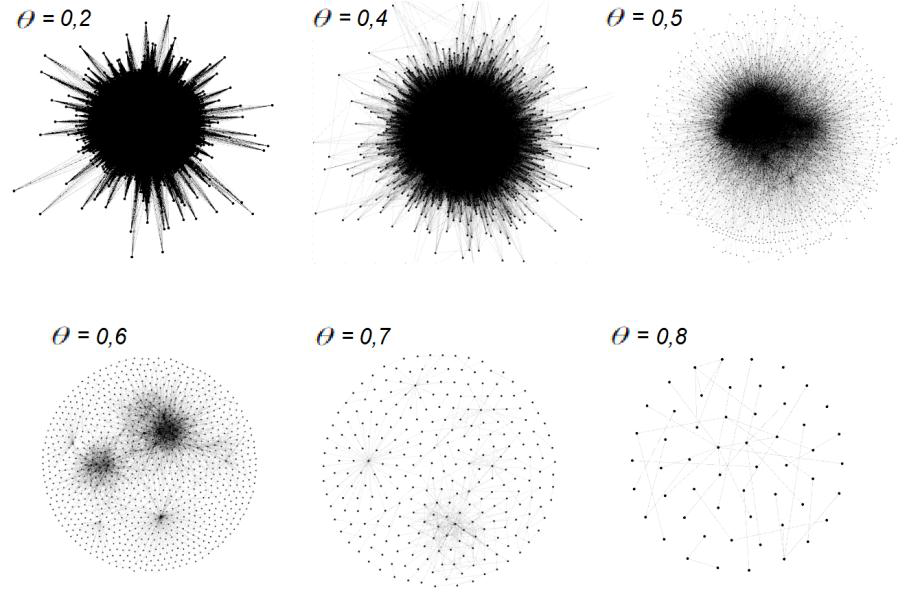 θ = 0,2
θ = 0,4
θ = 0,5
θ = 0,6
θ = 0,7
θ = 0,8